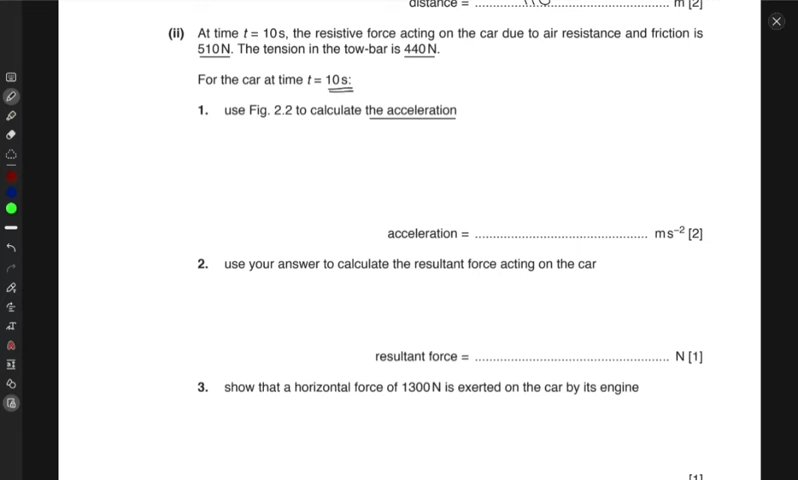 distance = ........................................ m [2]
(ii) At time t = 10 s, the resistive force acting on the car due to air resistance and friction is
510 N. The tension in the tow-bar is 440 N.
For the car at time t = 10 s:
1. use Fig. 2.2 to calculate the acceleration
acceleration = ................................................ m s⁻² [2]
2. use your answer to calculate the resultant force acting on the car
resultant force = ...................................................... N [1]
3. show that a horizontal force of 1300 N is exerted on the car by its engine
[1]